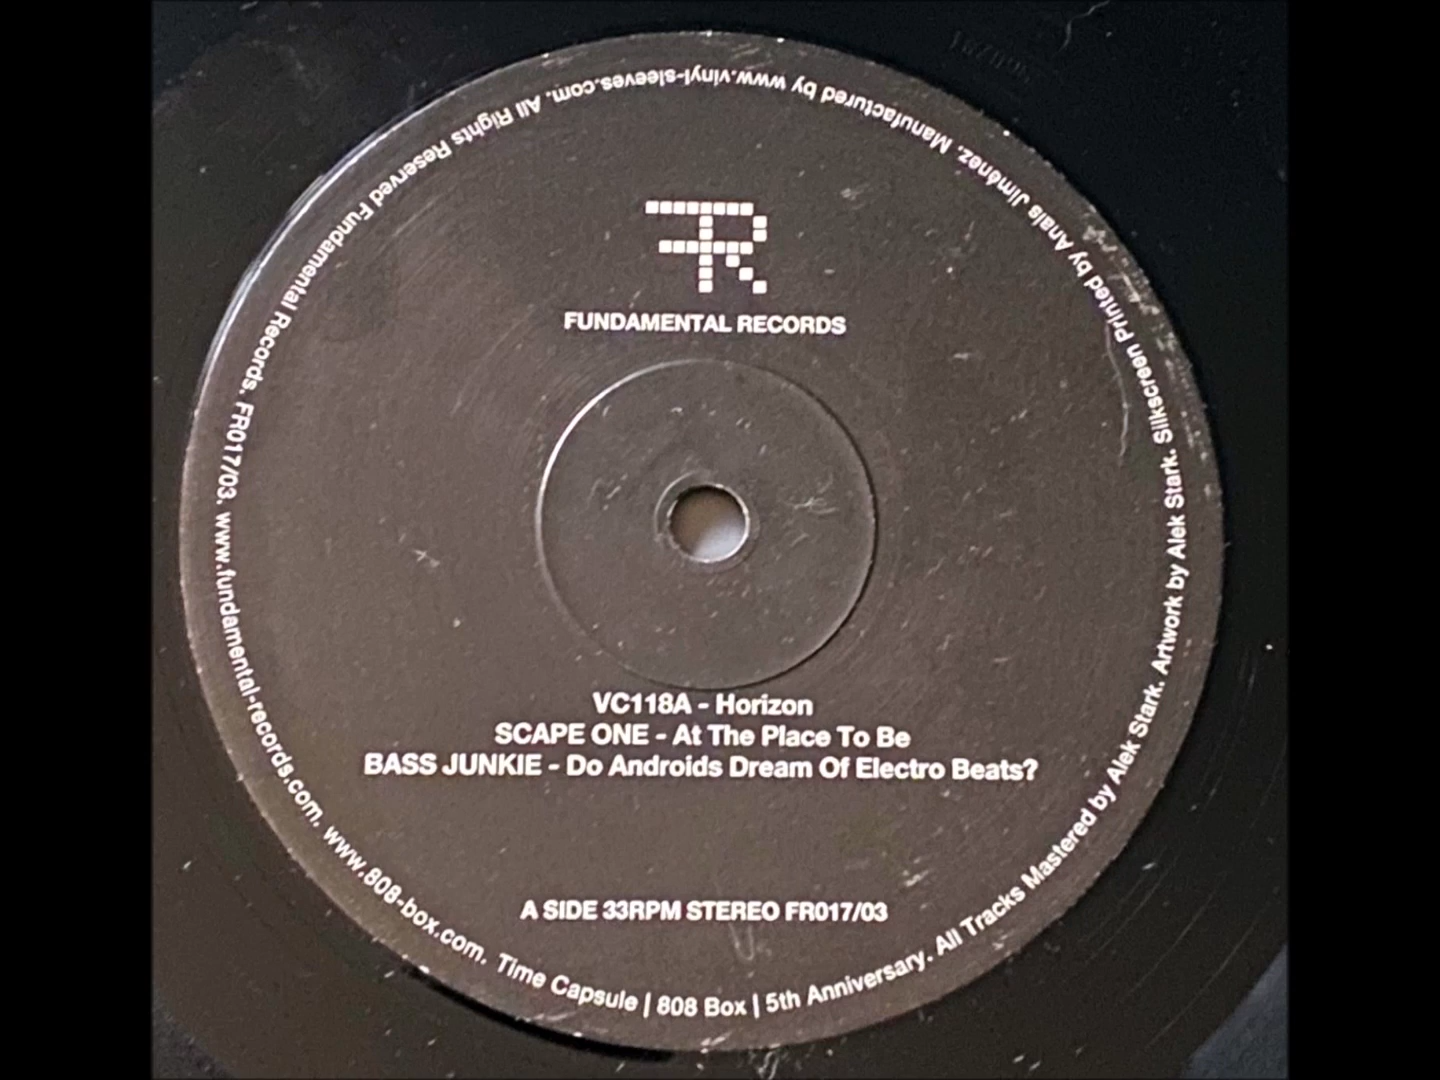 FR
FUNDAMENTAL RECORDS
VC118A - Horizon
SCAPE ONE - At The Place To Be
BASS JUNKIE - Do Androids Dream Of Electro Beats?
A SIDE 33RPM STEREO FR017/03
All Rights Reserved Fundamental Records. FR017/03. www.fundamental-records.com. www.808-box.com. Time Capsule | 808 Box | 5th Anniversary. All Tracks Mastered by Alek Stark. Artwork by Alek Stark. Silkscreen Printed by Anaïs Jiménez. Manufactured by www.vinyl-sleeves.com.